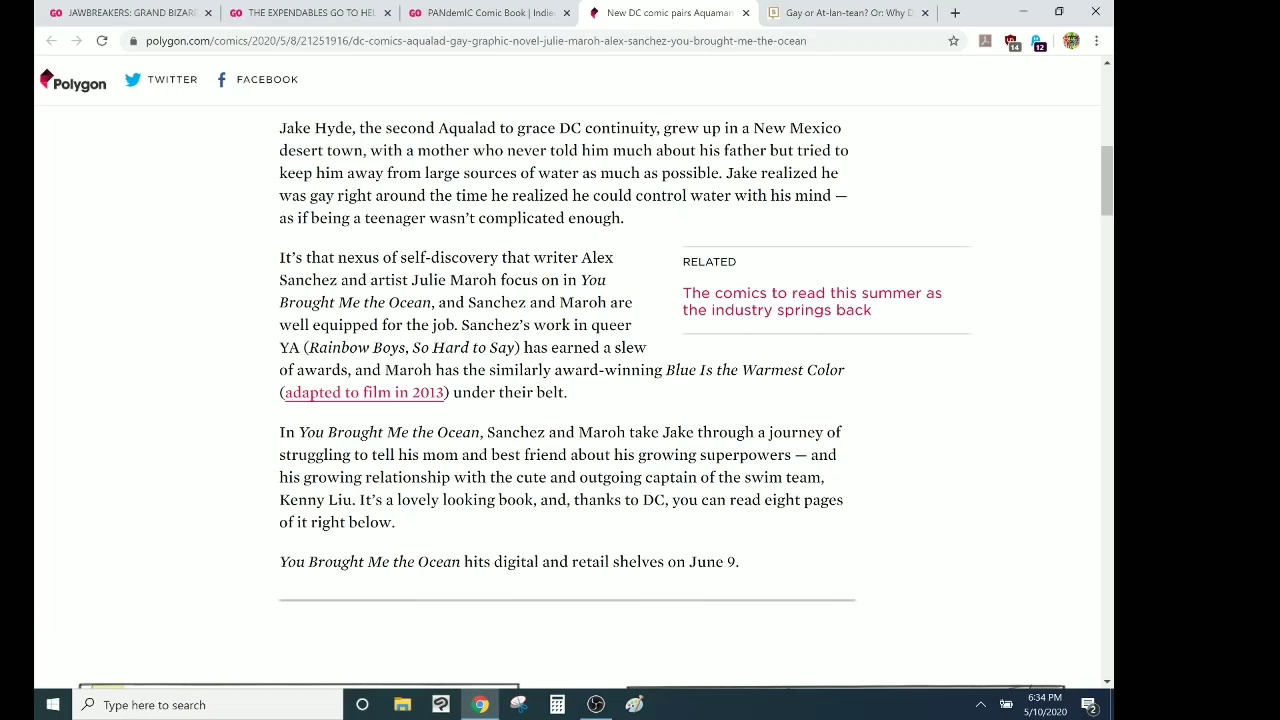 JAWBREAKERS: GRAND BIZAR
THE EXPENDABLES GO TO HEL
PANdemIC Comic Book | Indie
New DC comic pairs Aquaman
Gay or At-lan-tean? Or: Why D
polygon.com/comics/2020/5/8/21251916/dc-comics-aqualad-gay-graphic-novel-julie-maroh-alex-sanchez-you-brought-me-the-ocean
14
12
Polygon
TWITTER
FACEBOOK
Jake Hyde, the second Aqualad to grace DC continuity, grew up in a New Mexico
desert town, with a mother who never told him much about his father but tried to
keep him away from large sources of water as much as possible. Jake realized he
was gay right around the time he realized he could control water with his mind —
as if being a teenager wasn't complicated enough.
It's that nexus of self-discovery that writer Alex
Sanchez and artist Julie Maroh focus on in You
Brought Me the Ocean, and Sanchez and Maroh are
well equipped for the job. Sanchez's work in queer
YA (Rainbow Boys, So Hard to Say) has earned a slew
of awards, and Maroh has the similarly award-winning Blue Is the Warmest Color
(adapted to film in 2013) under their belt.
RELATED
The comics to read this summer as
the industry springs back
In You Brought Me the Ocean, Sanchez and Maroh take Jake through a journey of
struggling to tell his mom and best friend about his growing superpowers — and
his growing relationship with the cute and outgoing captain of the swim team,
Kenny Liu. It's a lovely looking book, and, thanks to DC, you can read eight pages
of it right below.
You Brought Me the Ocean hits digital and retail shelves on June 9.
Type here to search
6:34 PM
5/10/2020
2